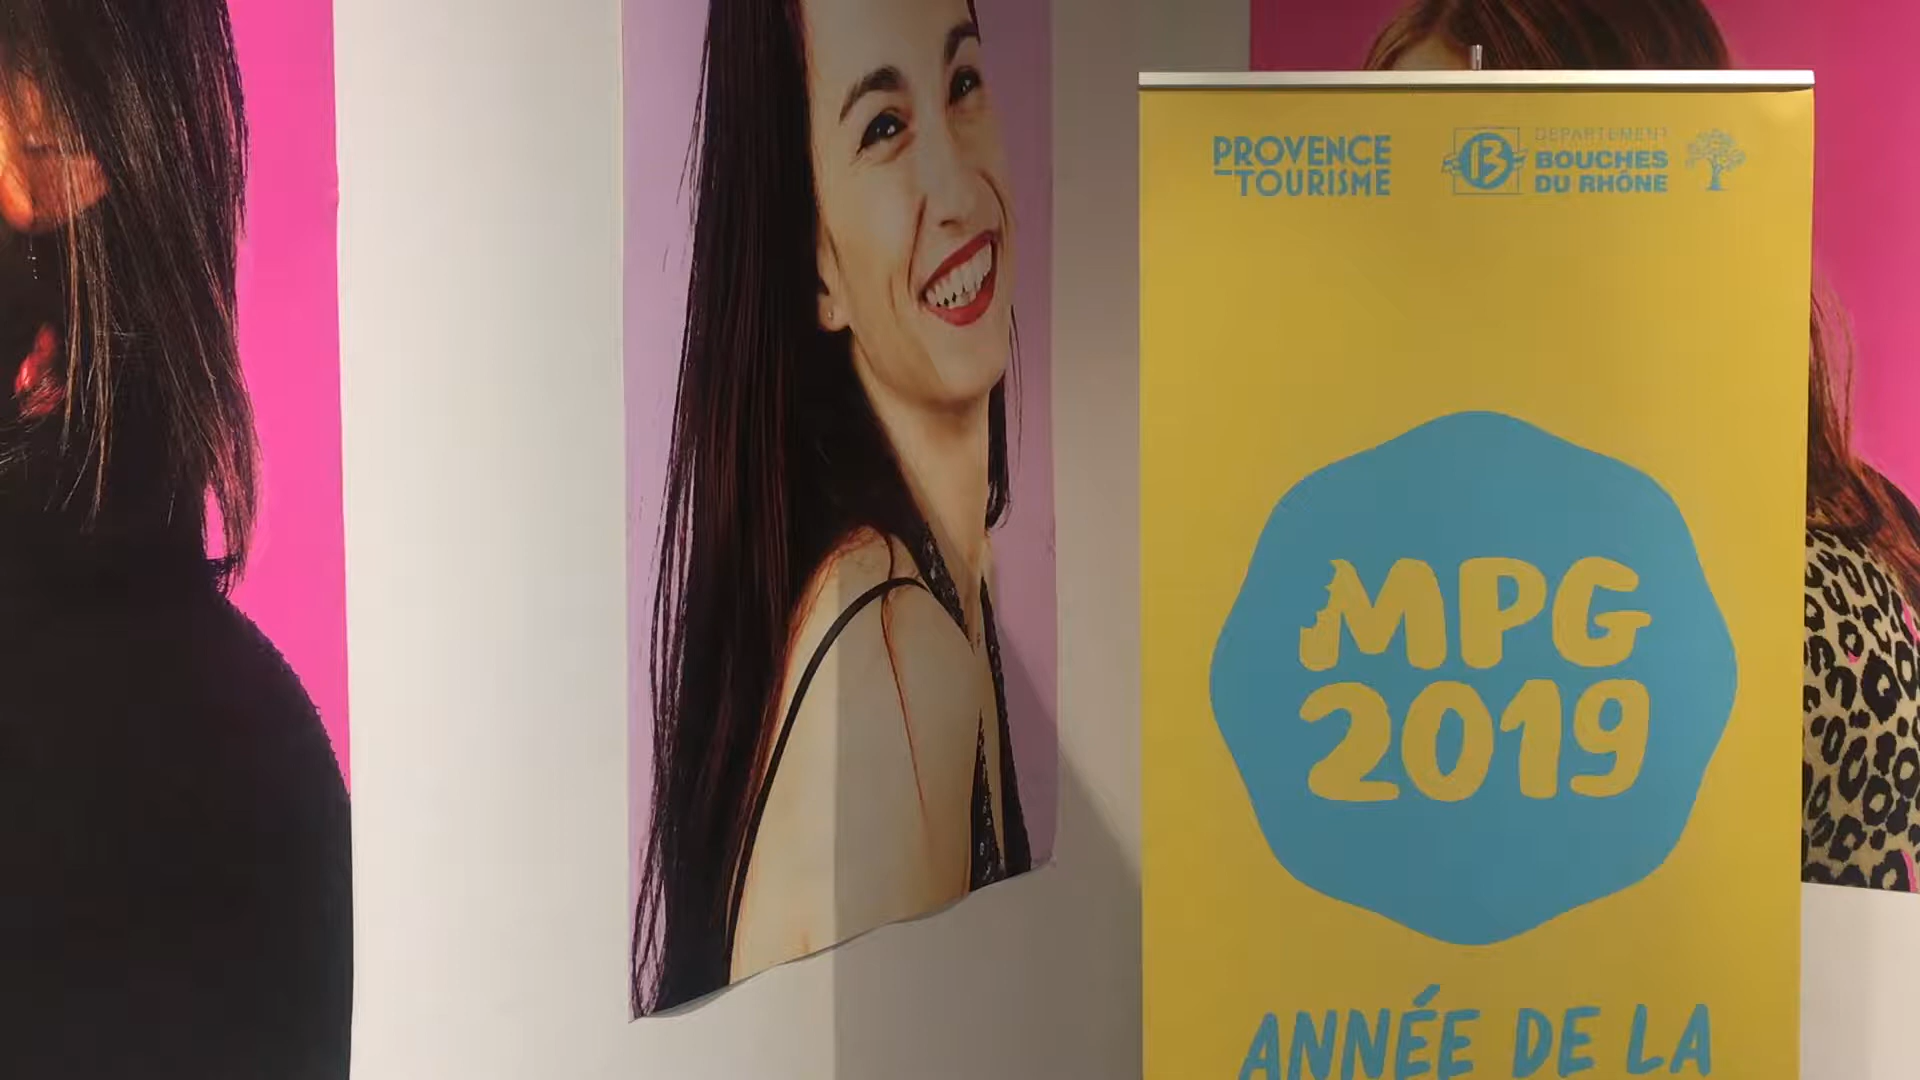 PROVENCE
TOURISME
DÉPARTEMENT
BOUCHES
DU RHÔNE
13
MPG
2019
ANNÉE DE LA